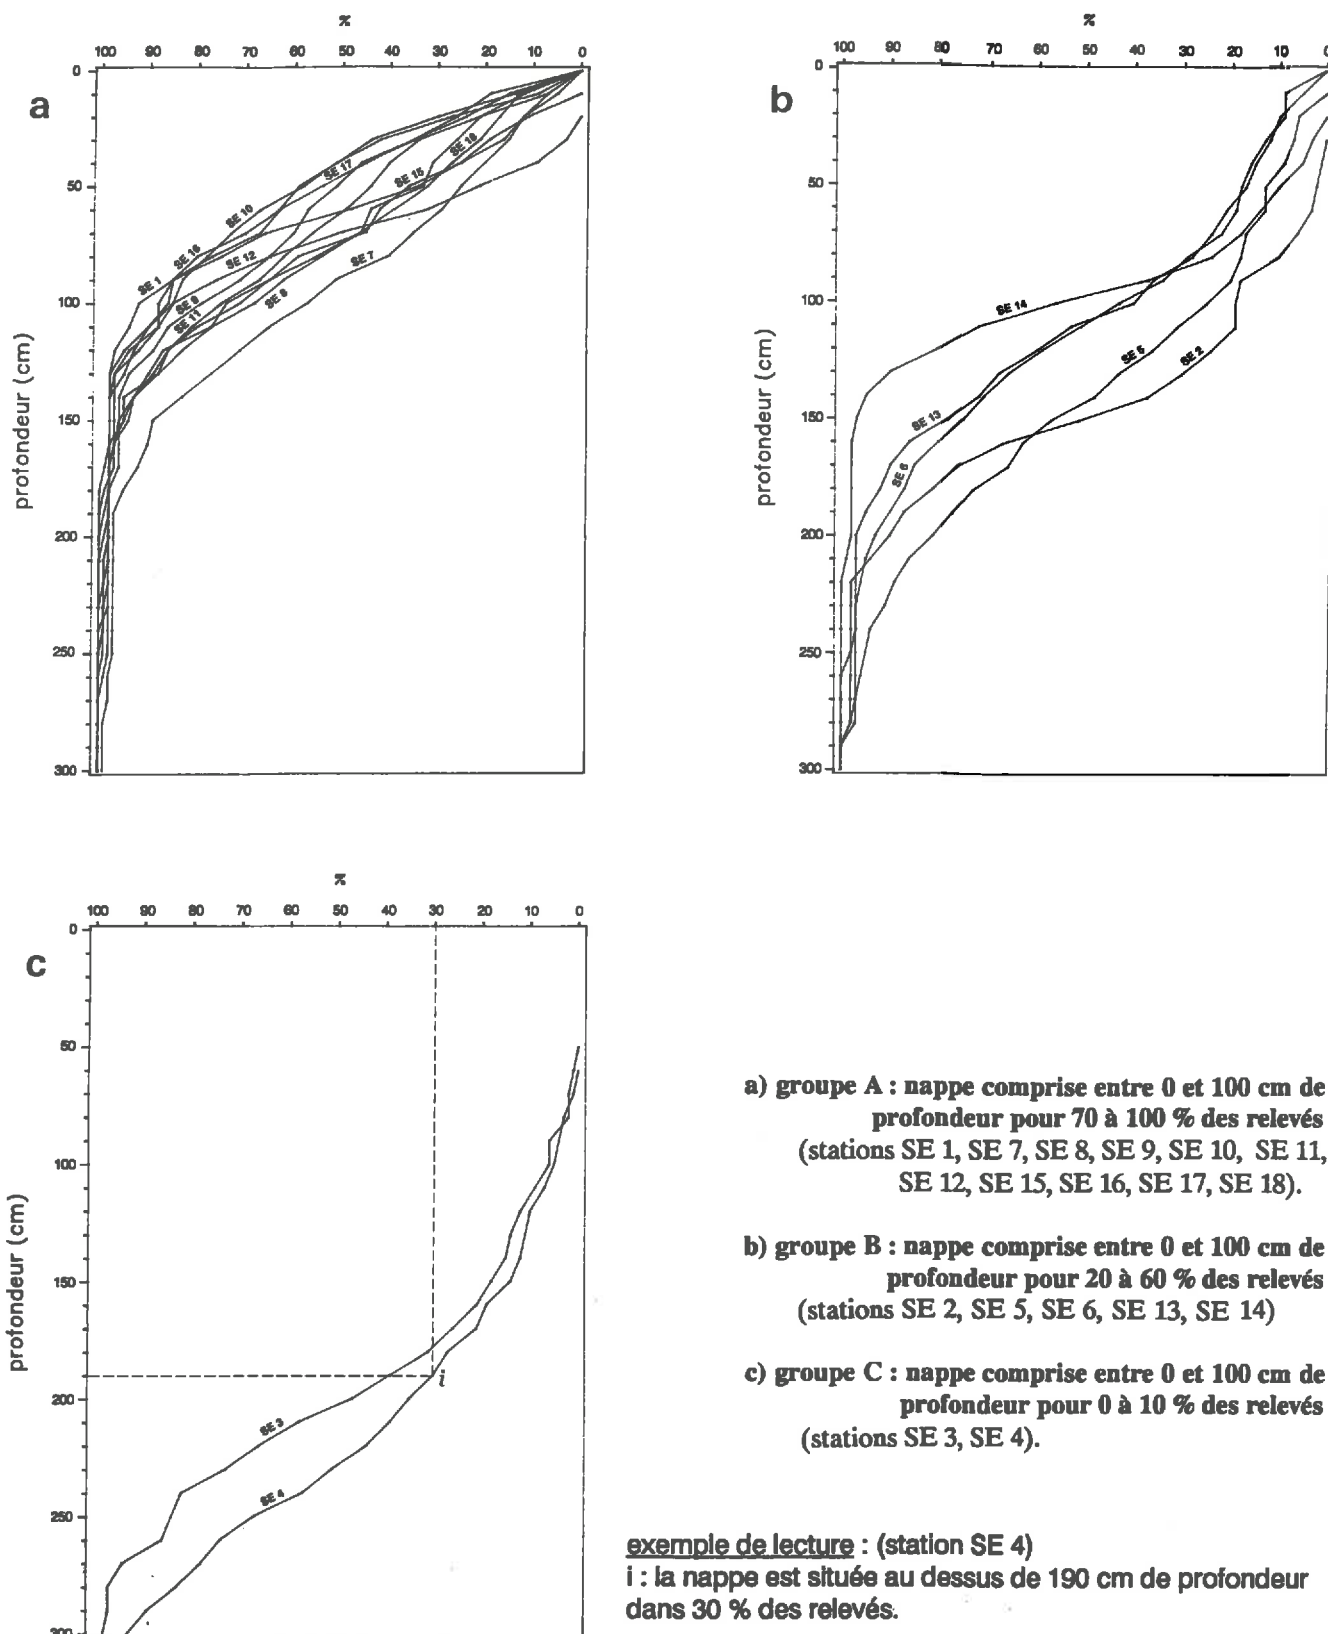 %
100 90 80 70 60 50 40 30 20 10 0
a
0
50
100
150
200
250
300
profondeur (cm)
SE 17
SE 18
SE 15
SE 10
SE 16
SE 12
SE 7
SE 1
SE 9
SE 8
SE 11
%
100 90 80 70 60 50 40 30 20 10 0
b
0
50
100
150
200
250
300
profondeur (cm)
SE 14
SE 5
SE 2
SE 13
SE 6
%
100 90 80 70 60 50 40 30 20 10 0
c
0
50
100
150
200
250
300
profondeur (cm)
i
SE 3
SE 4
a) groupe A : nappe comprise entre 0 et 100 cm de
profondeur pour 70 à 100 % des relevés
(stations SE 1, SE 7, SE 8, SE 9, SE 10, SE 11,
SE 12, SE 15, SE 16, SE 17, SE 18).
b) groupe B : nappe comprise entre 0 et 100 cm de
profondeur pour 20 à 60 % des relevés
(stations SE 2, SE 5, SE 6, SE 13, SE 14)
c) groupe C : nappe comprise entre 0 et 100 cm de
profondeur pour 0 à 10 % des relevés
(stations SE 3, SE 4).
exemple de lecture : (station SE 4)
i : la nappe est située au dessus de 190 cm de profondeur
dans 30 % des relevés.